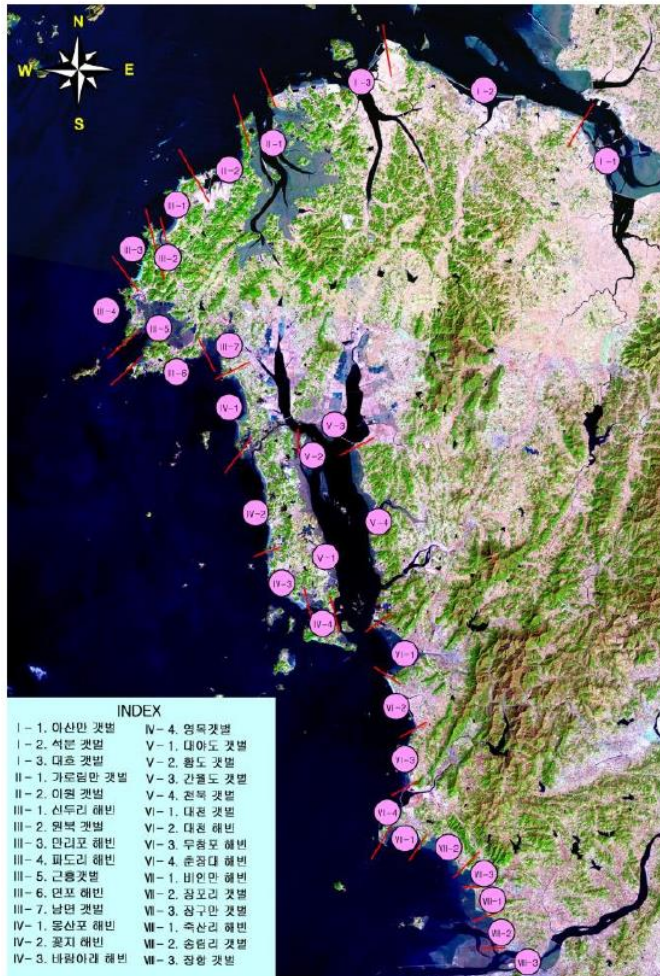 N
W
E
S
Ⅰ-3
Ⅰ-2
Ⅱ-1
Ⅰ-1
Ⅱ-2
Ⅲ-1
Ⅲ-3
Ⅲ-2
Ⅲ-4
Ⅲ-5
Ⅲ-7
Ⅲ-6
Ⅳ-1
Ⅴ-3
Ⅴ-2
Ⅳ-2
Ⅴ-4
Ⅴ-1
Ⅳ-3
Ⅳ-4
Ⅵ-1
Ⅵ-2
Ⅵ-3
Ⅵ-4
Ⅶ-1
Ⅶ-2
Ⅶ-3
Ⅷ-1
Ⅷ-2
Ⅷ-3
INDEX
Ⅰ-1. 아산만 갯벌
Ⅰ-2. 석문 갯벌
Ⅰ-3. 대호 갯벌
Ⅱ-1. 가로림만 갯벌
Ⅱ-2. 이원 갯벌
Ⅲ-1. 신두리 해빈
Ⅲ-2. 원북 갯벌
Ⅲ-3. 만리포 해빈
Ⅲ-4. 파도리 해빈
Ⅲ-5. 근흥갯벌
Ⅲ-6. 연포 해빈
Ⅲ-7. 남면 갯벌
Ⅳ-1. 몽산포 해빈
Ⅳ-2. 꽃지 해빈
Ⅳ-3. 바람아래 해빈
Ⅳ-4. 영목갯벌
Ⅴ-1. 대야도 갯벌
Ⅴ-2. 황도 갯벌
Ⅴ-3. 간월도 갯벌
Ⅴ-4. 천북 갯벌
Ⅵ-1. 대천 갯벌
Ⅵ-2. 대천 해빈
Ⅵ-3. 무창포 해빈
Ⅵ-4. 춘장대 해빈
Ⅶ-1. 비인만 해빈
Ⅶ-2. 장포리 갯벌
Ⅶ-3. 장구만 갯벌
Ⅷ-1. 죽산리 해빈
Ⅷ-2. 송림리 갯벌
Ⅷ-3. 장항 갯벌